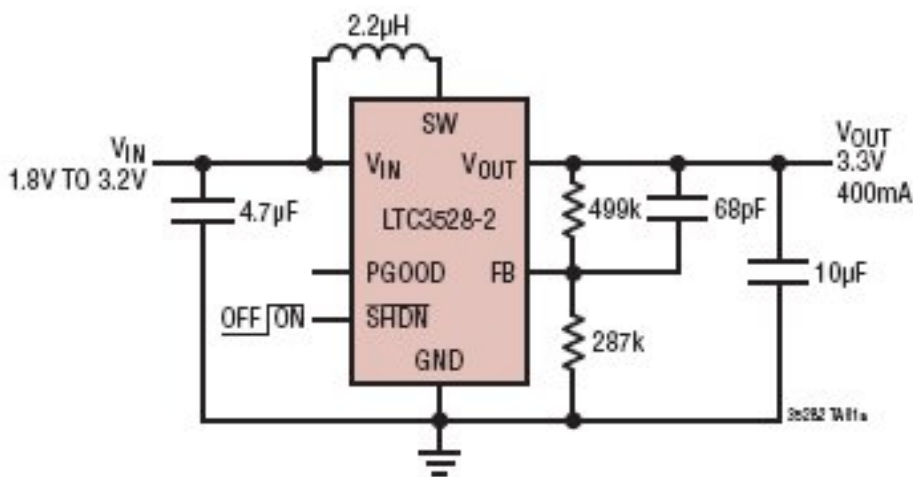 2.2µH
SW
VIN
1.8V TO 3.2V
VIN
VOUT
VOUT
3.3V
400mA
4.7µF
LTC3528-2
499k
68pF
PGOOD
FB
10µF
OFF ON
SHDN
287k
GND